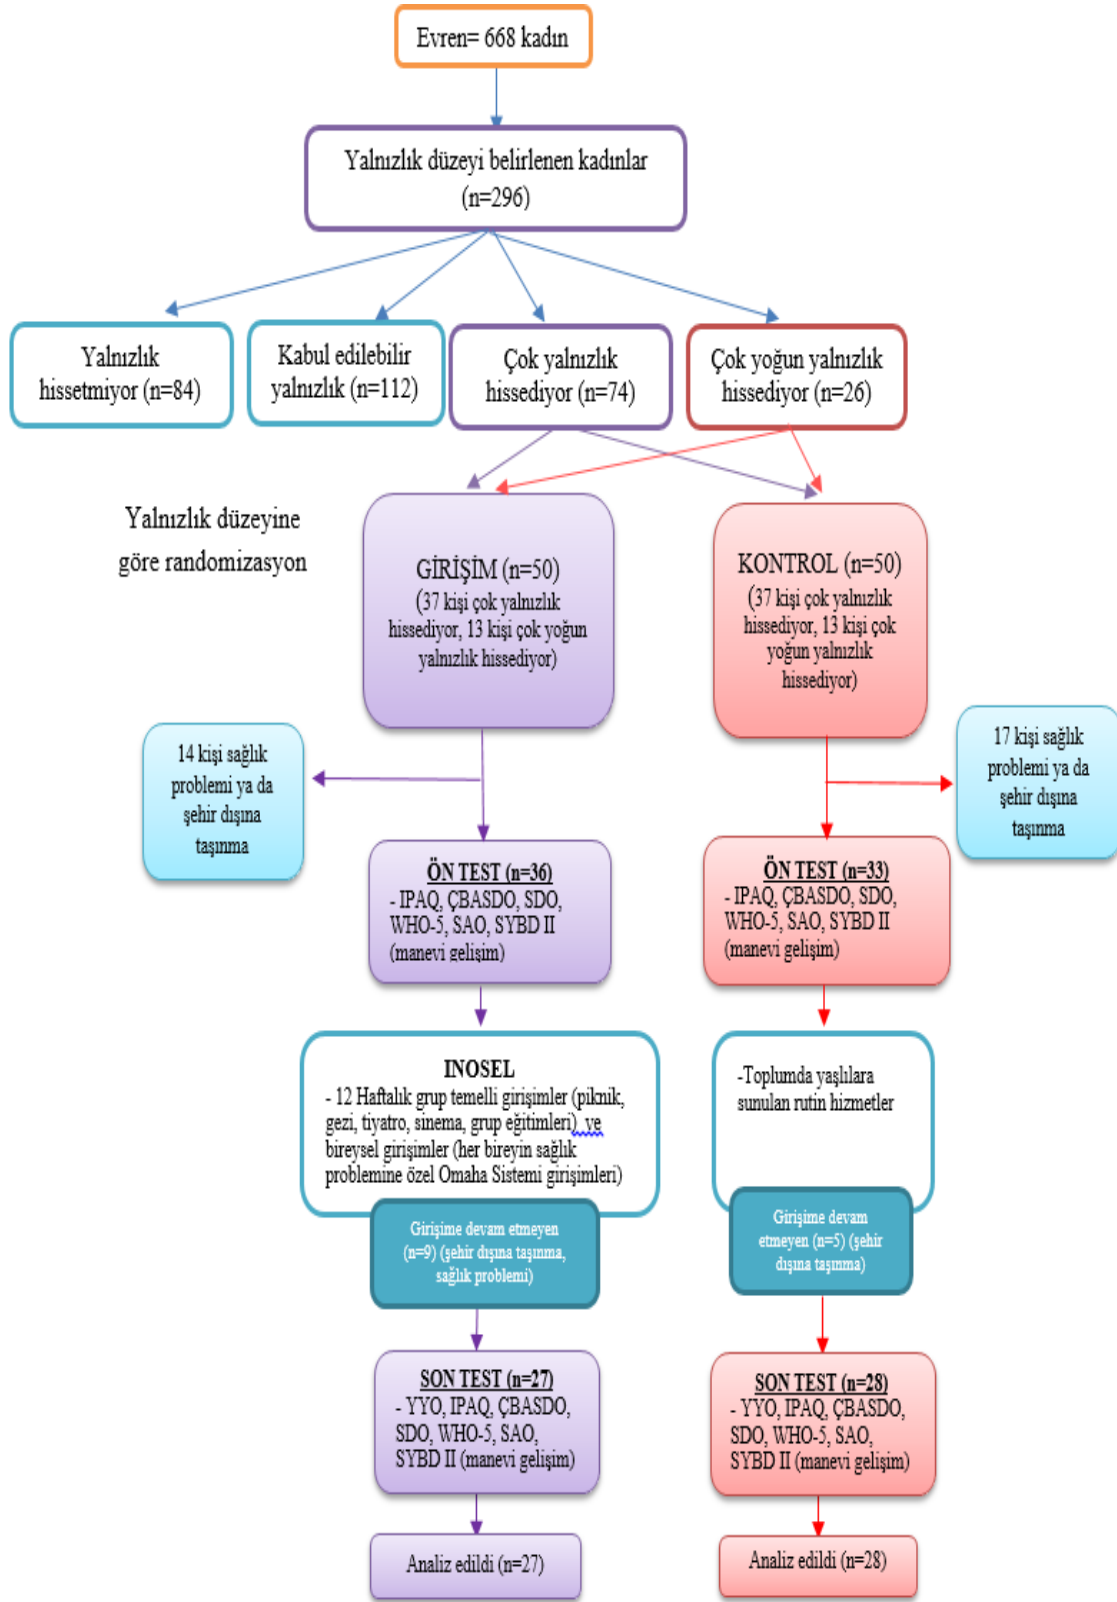 Evren= 668 kadın
Yalnızlık düzeyi belirlenen kadınlar
(n=296)
Yalnızlık
hissetmiyor (n=84)
Kabul edilebilir
yalnızlık (n=112)
Çok yalnızlık
hissediyor (n=74)
Çok yoğun yalnızlık
hissediyor (n=26)
Yalnızlık düzeyine
göre randomizasyon
GİRİŞİM (n=50)
(37 kişi çok yalnızlık
hissediyor, 13 kişi çok yoğun
yalnızlık hissediyor)
KONTROL (n=50)
(37 kişi çok yalnızlık
hissediyor, 13 kişi çok
yoğun yalnızlık
hissediyor)
14 kişi sağlık
problemi ya da
şehir dışına
taşınma
17 kişi sağlık
problemi ya da
şehir dışına
taşınma
ÖN TEST (n=36)
- IPAQ, ÇBASDO, SDO,
WHO-5, SAO, SYBD II
(manevi gelişim)
ÖN TEST (n=33)
- IPAQ, ÇBASDO, SDO,
WHO-5, SAO, SYBD II
(manevi gelişim)
INOSEL
- 12 Haftalık grup temelli girişimler (piknik,
gezi, tiyatro, sinema, grup eğitimleri) ve
bireysel girişimler (her bireyin sağlık
problemine özel Omaha Sistemi girişimleri)
-Toplumda yaşlılara
sunulan rutin hizmetler
Girişime devam etmeyen
(n=9) (şehir dışına taşınma,
sağlık problemi)
Girişime devam
etmeyen (n=5) (şehir
dışına taşınma)
SON TEST (n=27)
- YYO, IPAQ, ÇBASDO,
SDO, WHO-5, SAO,
SYBD II (manevi gelişim)
SON TEST (n=28)
- YYO, IPAQ, ÇBASDO,
SDO, WHO-5, SAO,
SYBD II (manevi gelişim)
Analiz edildi (n=27)
Analiz edildi (n=28)